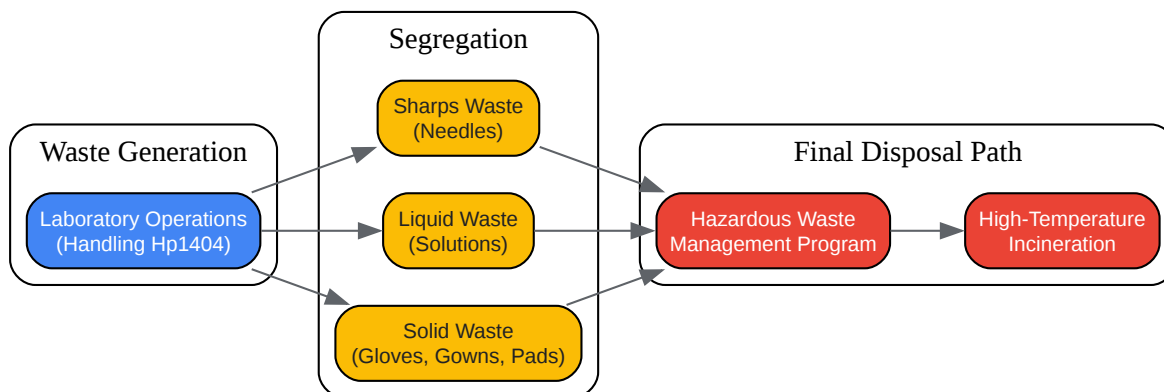 Segregation
Sharps Waste
(Needles)
Waste Generation
Final Disposal Path
Laboratory Operations
(Handling Hp1404)
Liquid Waste
(Solutions)
Hazardous Waste
Management Program
High-Temperature
Incineration
Solid Waste
(Gloves, Gowns, Pads)